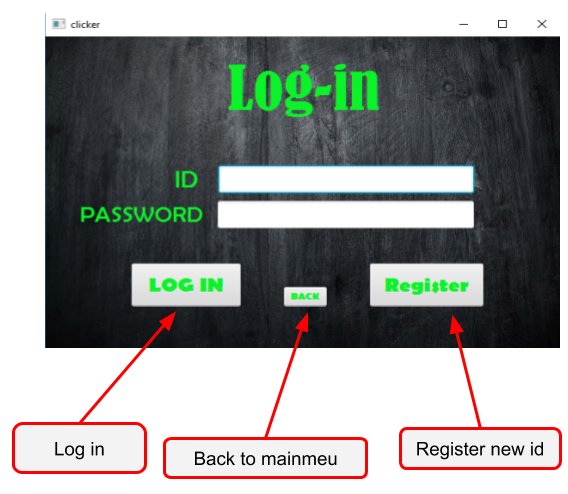 clicker
Log-in
ID
PASSWORD
LOG IN
BACK
Register
Log in
Back to mainmeu
Register new id